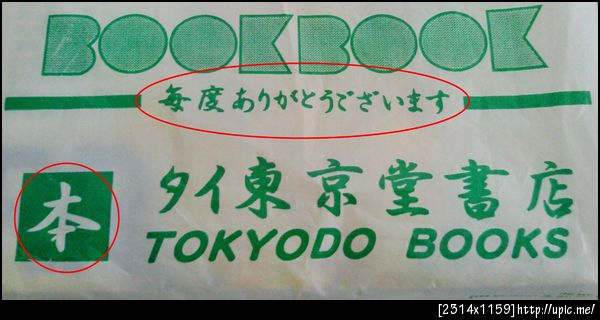 BOOKBOOK
毎度ありがとうございます
本
タイ東京堂書店
TOKYODO BOOKS
[2314x1159]http://upic.me/